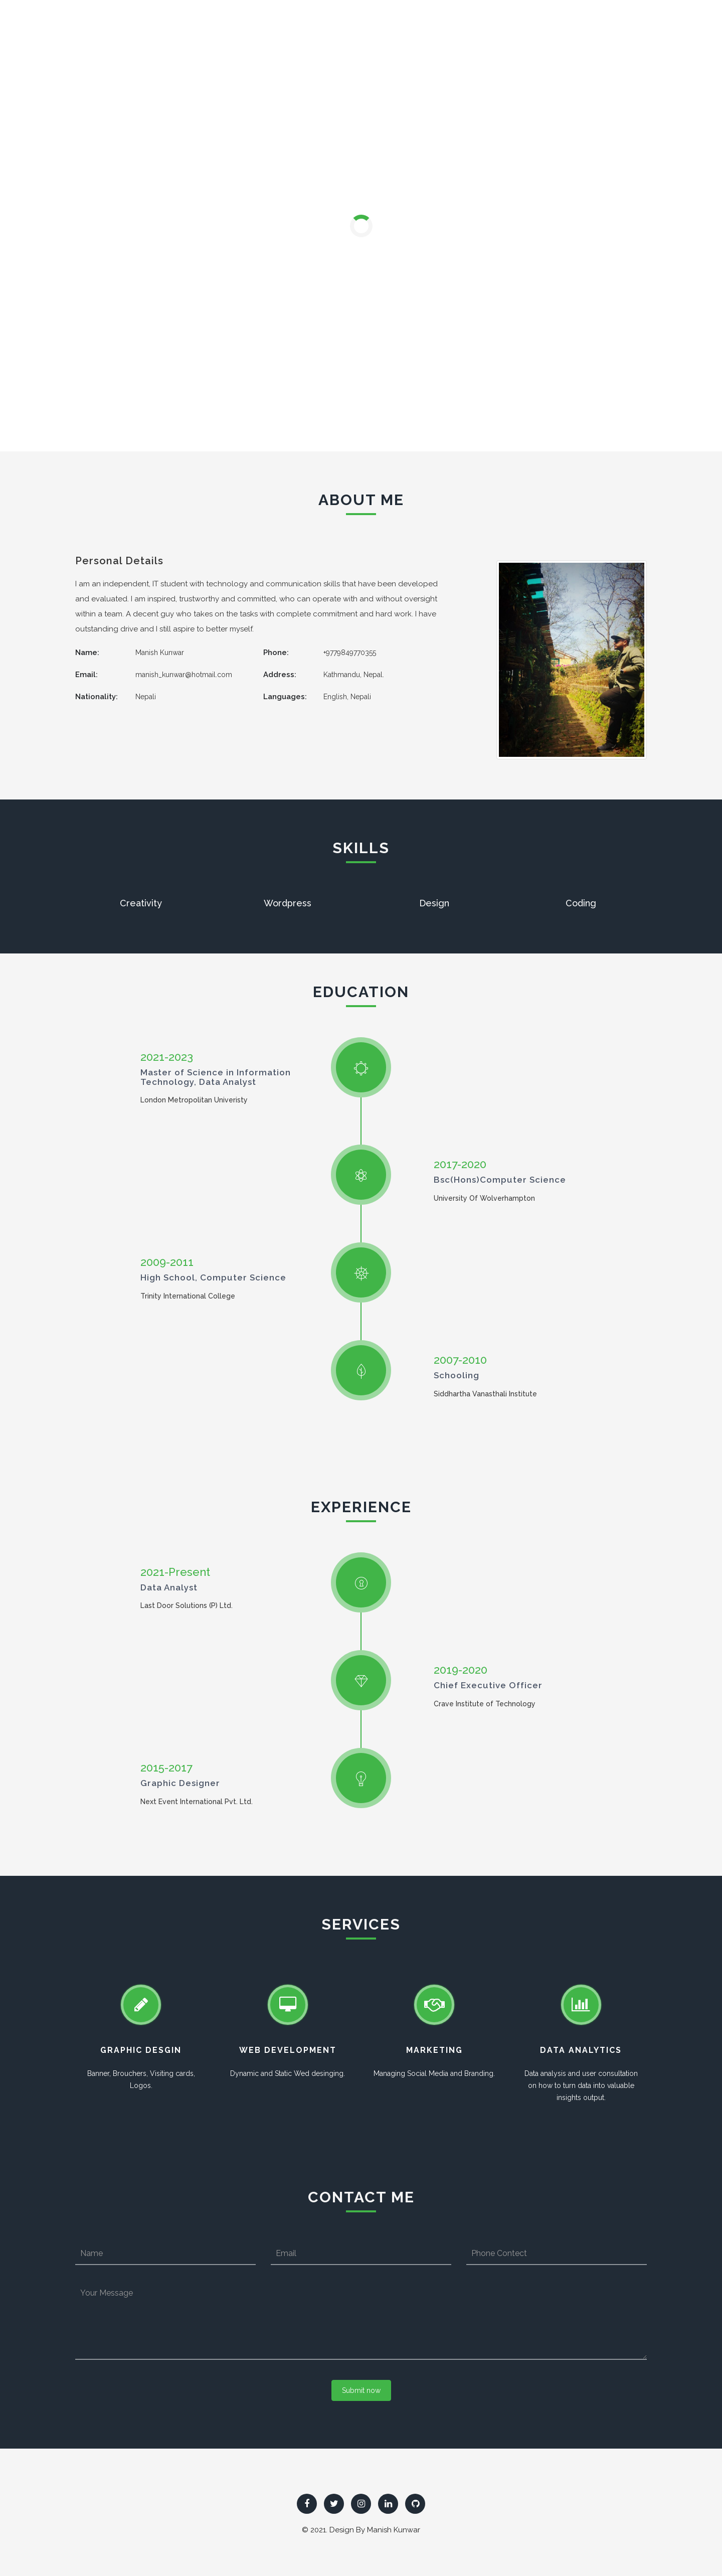 ABOUT ME
Personal Details
I am an independent, IT student with technology and communication skills that have been developed
and evaluated. I am inspired, trustworthy and committed, who can operate with and without oversight
within a team. A decent guy who takes on the tasks with complete commitment and hard work. I have
outstanding drive and I still aspire to better myself.
Name: Manish Kunwar Phone: +9779849770355
Email: manish_kunwar@hotmail.com Address: Kathmandu, Nepal.
Nationality: Nepali Languages: English, Nepali
SKILLS
Creativity Wordpress Design Coding
EDUCATION
2021-2023
Master of Science in Information
Technology, Data Analyst
London Metropolitan Univeristy
2017-2020
Bsc(Hons)Computer Science
University Of Wolverhampton
2009-2011
High School, Computer Science
Trinity International College
2007-2010
Schooling
Siddhartha Vanasthali Institute
EXPERIENCE
2021-Present
Data Analyst
Last Door Solutions (P) Ltd.
2019-2020
Chief Executive Officer
Crave Institute of Technology
2015-2017
Graphic Designer
Next Event International Pvt. Ltd.
SERVICES
GRAPHIC DESGIN
Banner, Brouchers, Visiting cards,
Logos.
WEB DEVELOPMENT
Dynamic and Static Wed desinging.
MARKETING
Managing Social Media and Branding.
DATA ANALYTICS
Data analysis and user consultation
on how to turn data into valuable
insights output.
CONTACT ME
Name Email Phone Contect
Your Message
Submit now
© 2021. Design By Manish Kunwar